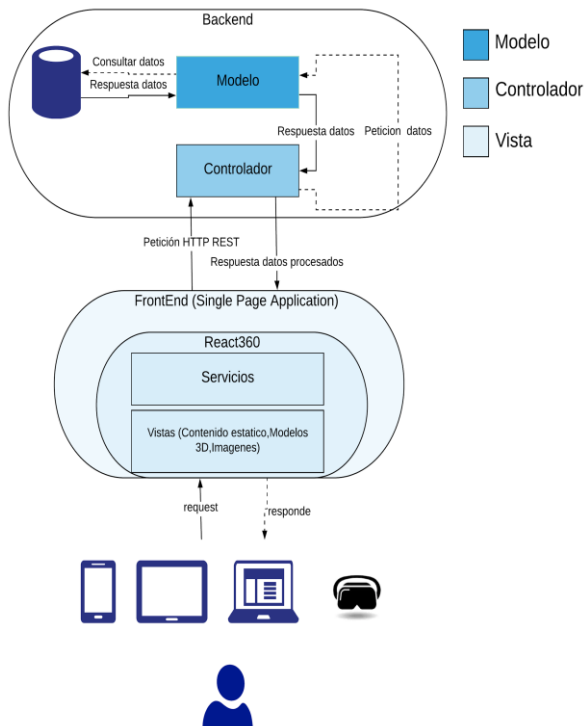 Backend
Modelo
Controlador
Vista
Consultar datos
Respuesta datos
Modelo
Respuesta datos
Peticion datos
Controlador
Petición HTTP REST
Respuesta datos procesados
FrontEnd (Single Page Application)
React360
Servicios
Vistas (Contenido estatico,Modelos
3D,Imagenes)
request
responde